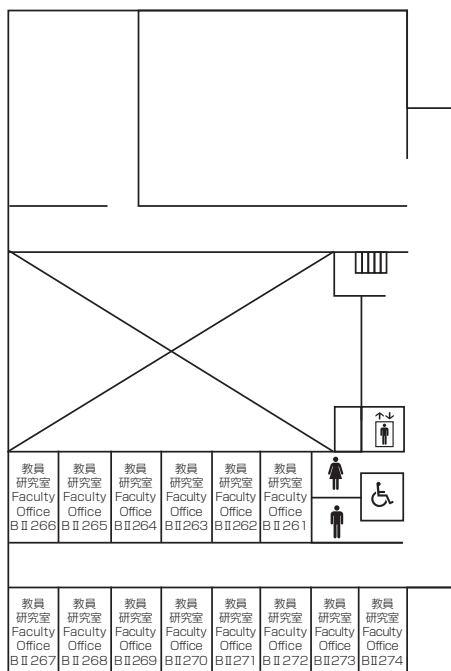 教員
研究室
Faculty
Office
BⅡ266
教員
研究室
Faculty
Office
BⅡ265
教員
研究室
Faculty
Office
BⅡ264
教員
研究室
Faculty
Office
BⅡ263
教員
研究室
Faculty
Office
BⅡ262
教員
研究室
Faculty
Office
BⅡ261
教員
研究室
Faculty
Office
BⅡ267
教員
研究室
Faculty
Office
BⅡ268
教員
研究室
Faculty
Office
BⅡ269
教員
研究室
Faculty
Office
BⅡ270
教員
研究室
Faculty
Office
BⅡ271
教員
研究室
Faculty
Office
BⅡ272
教員
研究室
Faculty
Office
BⅡ273
教員
研究室
Faculty
Office
BⅡ274